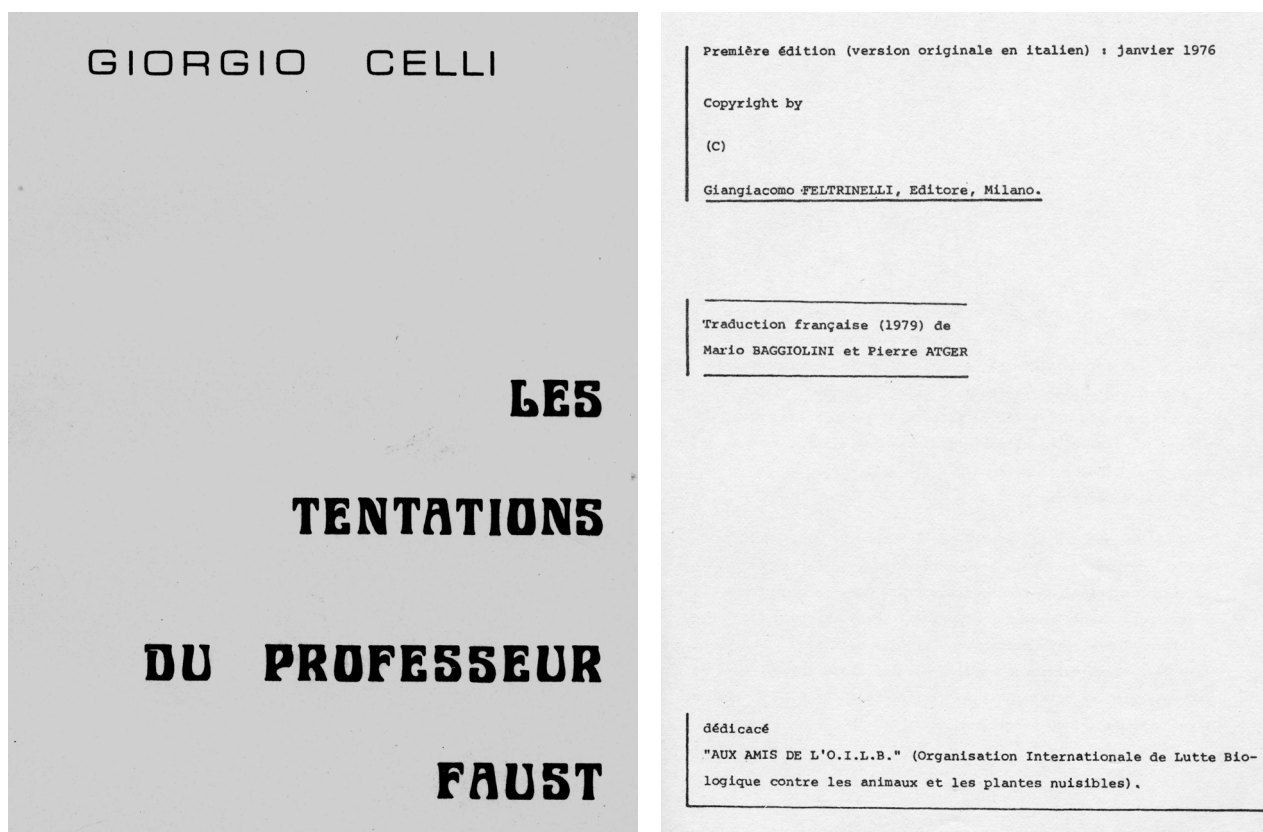 GIORGIO CELLI
LES
TENTATIONS
DU PROFESSEUR
FAUST
Première édition (version originale en italien) : janvier 1976
Copyright by
(C)
Giangiacomo FELTRINELLI, Editore, Milano.
Traduction française (1979) de
Mario BAGGIOLINI et Pierre ATGER
dédicacé
"AUX AMIS DE L'O.I.L.B." (Organisation Internationale de Lutte Bio-
logique contre les animaux et les plantes nuisibles).